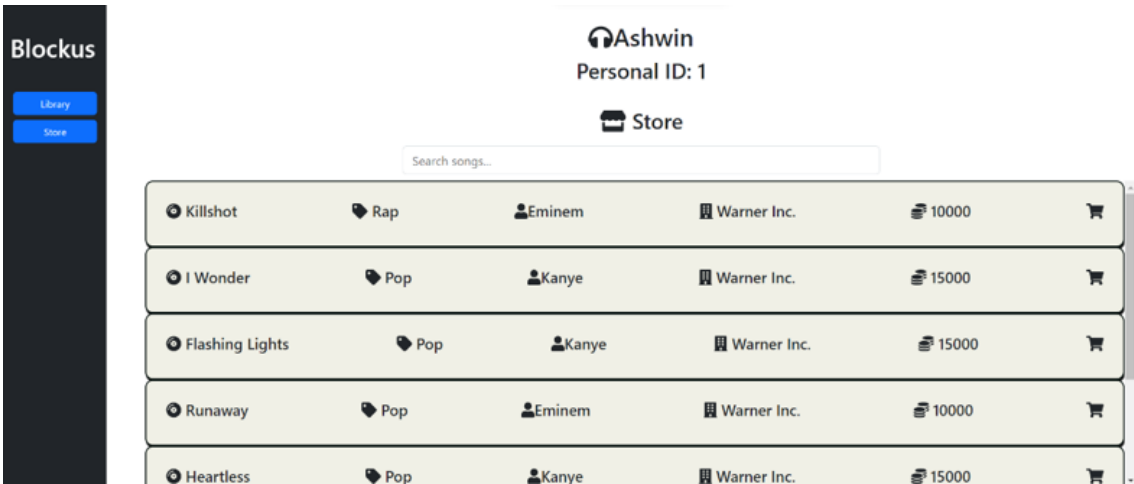 Blockus
Library
Store
Ashwin
Personal ID: 1
Store
Search songs...
Killshot Rap Eminem Warner Inc. 10000
I Wonder Pop Kanye Warner Inc. 15000
Flashing Lights Pop Kanye Warner Inc. 15000
Runaway Pop Eminem Warner Inc. 10000
Heartless Pop Kanye Warner Inc. 15000